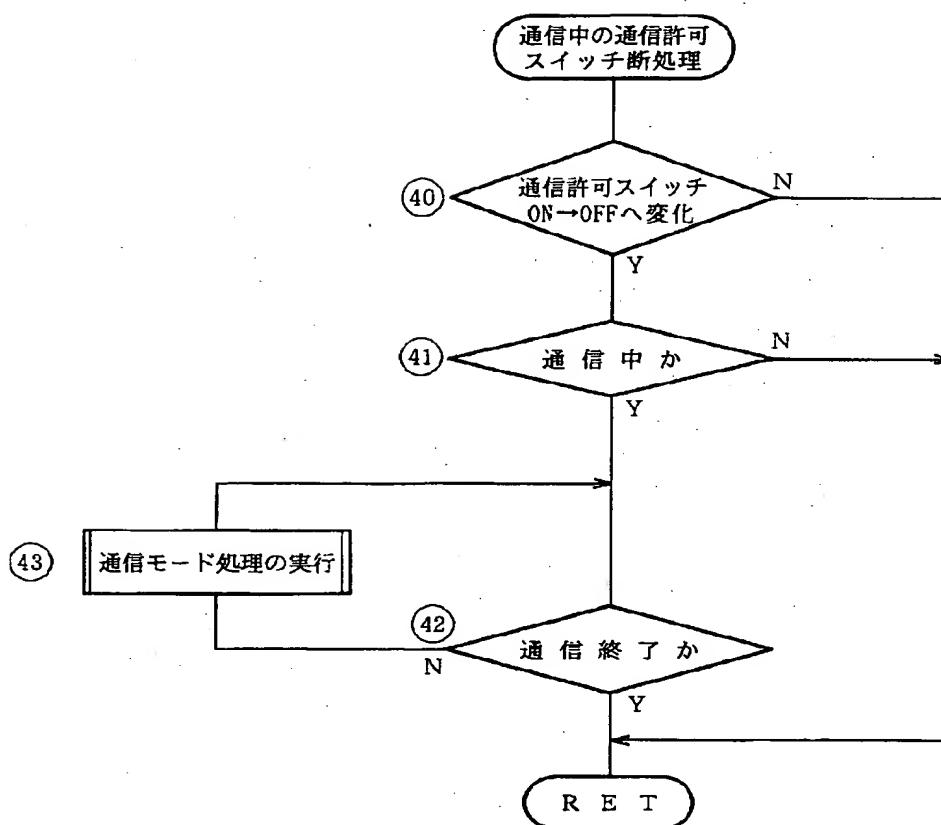 通信中の通信許可
スイッチ断処理
40
通信許可スイッチ
ON→OFFへ変化
N
Y
41
通信中か
N
Y
43
通信モード処理の実行
42
通信終了か
N
Y
RET